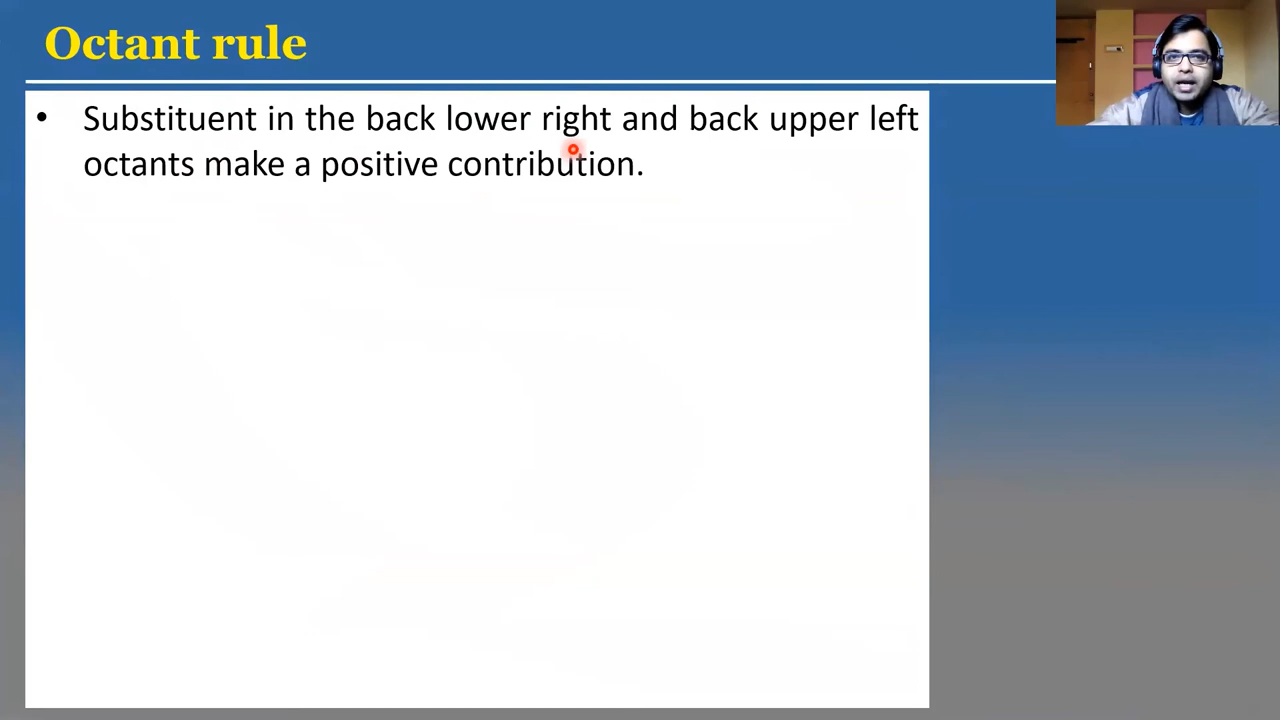 Octant rule
• Substituent in the back lower right and back upper left
octants make a positive contribution.